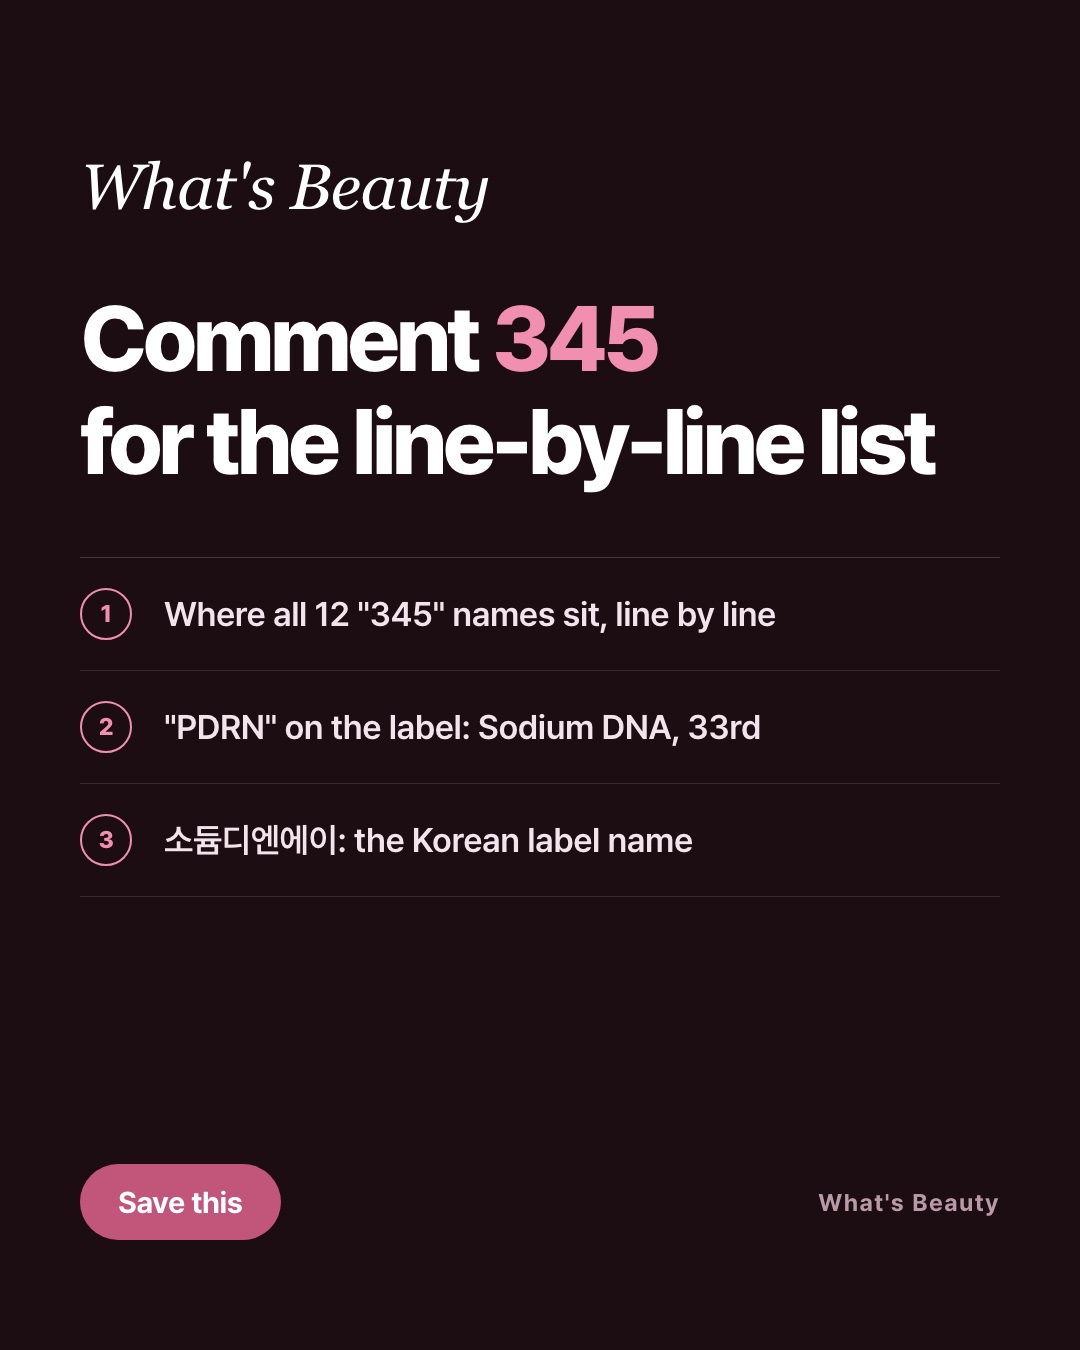 What's Beauty
Comment 345
for the line-by-line list
1 Where all 12 "345" names sit, line by line
2 "PDRN" on the label: Sodium DNA, 33rd
3 소듐디엔에이: the Korean label name
Save this
What's Beauty